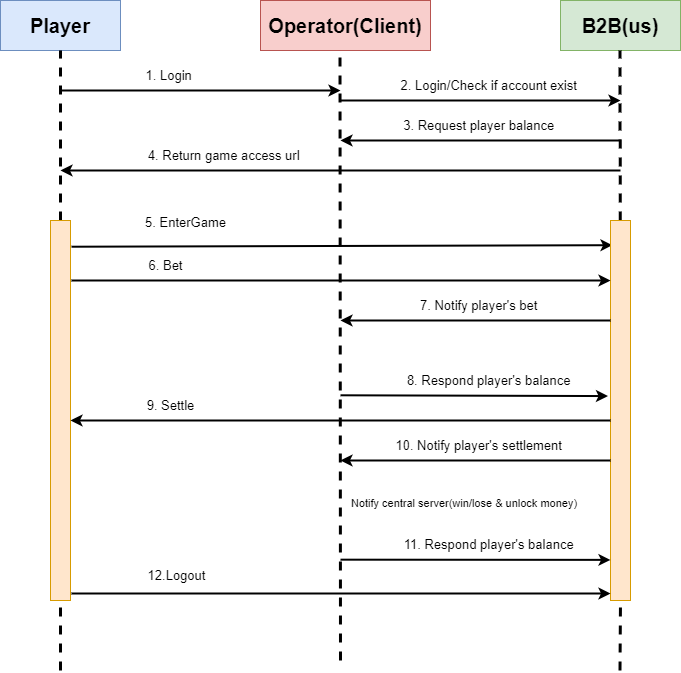 Player
Operator(Client)
B2B(us)
1. Login
2. Login/Check if account exist
3. Request player balance
4. Return game access url
5. EnterGame
6. Bet
7. Notify player's bet
8. Respond player's balance
9. Settle
10. Notify player's settlement
Notify central server(win/lose & unlock money)
11. Respond player's balance
12.Logout